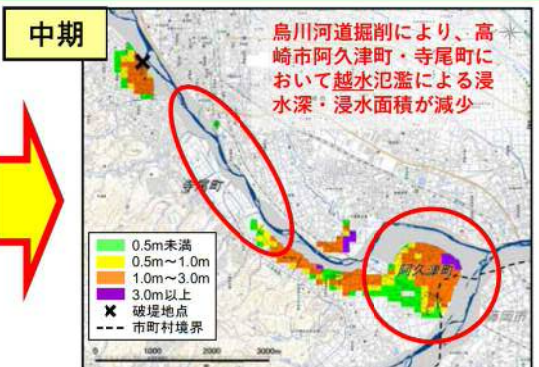 中期
烏川河道掘削により、高
崎市阿久津町・寺尾町に
おいて越水氾濫による浸
水深・浸水面積が減少
寺尾町
阿久津町
0.5m未満
0.5m～1.0m
1.0m～3.0m
3.0m以上
破堤地点
市町村境界
0 1000 2000 3000m